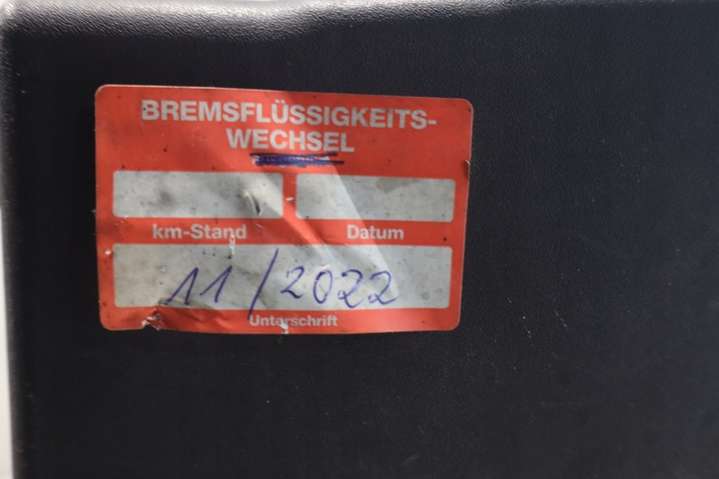 BREMSFLÜSSIGKEITS-
WECHSEL
km-Stand Datum
11/2022
Unterschrift